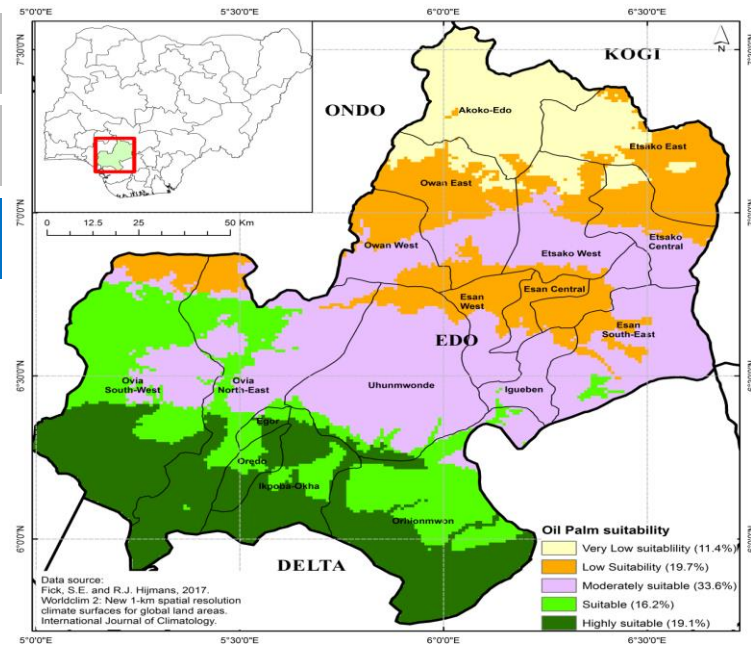 5°0'0"E
5°30'0"E
6°0'0"E
6°30'0"E
7°30'0"N
7°30'0"N
N
KOGI
ONDO
Akoko-Edo
Etsako East
Owan East
0 12.5 25 50 Km
7°0'0"N
Owan West
Etsako West
Etsako
Central
Esan
West
Esan Central
Esan
South-East
EDO
6°30'0"N
Ovia
South-West
Ovia
North-East
Uhunmwonde
Igueben
Egor
Oredo
Ikpoba-Okha
Orhionmwon
6°0'0"N
6°0'0"N
DELTA
Oil Palm suitability
Very Low suitablility (11.4%)
Low Suitability (19.7%)
Moderately suitable (33.6%)
Suitable (16.2%)
Highly suitable (19.1%)
Data source:
Fick, S.E. and R.J. Hijmans, 2017.
Worldclim 2: New 1-km spatial resolution
climate surfaces for global land areas.
International Journal of Climatology.
5°0'0"E
5°30'0"E
6°0'0"E
6°30'0"E